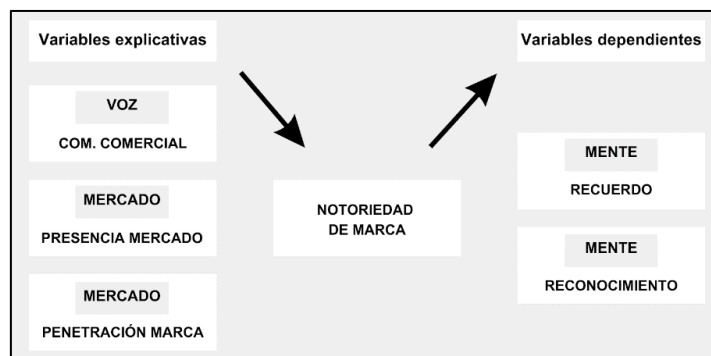 Variables explicativas
VOZ
COM. COMERCIAL
MERCADO
PRESENCIA MERCADO
MERCADO
PENETRACIÓN MARCA
NOTORIEDAD
DE MARCA
Variables dependientes
MENTE
RECUERDO
MENTE
RECONOCIMIENTO